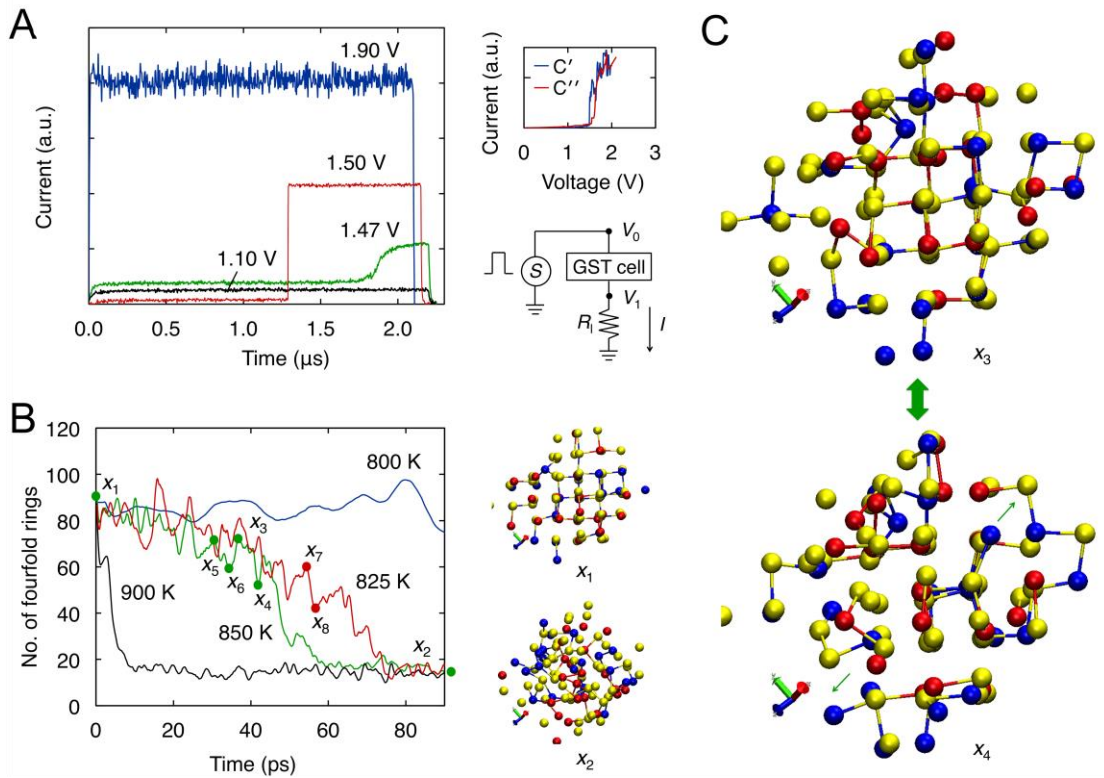 A
Current (a.u.)
1.90 V
1.50 V
1.47 V
1.10 V
0.0 0.5 1.0 1.5 2.0
Time (μs)
Current (a.u.)
C′
C′′
0 1 2 3
Voltage (V)
S
V0
GST cell
V1
Rl
I
B
No. of fourfold rings
120
100
80
60
40
20
0
x1
800 K
x3
x7
x5
x6
x4
825 K
900 K
x8
850 K
x2
0 20 40 60 80
Time (ps)
x1
x2
C
x3
x4